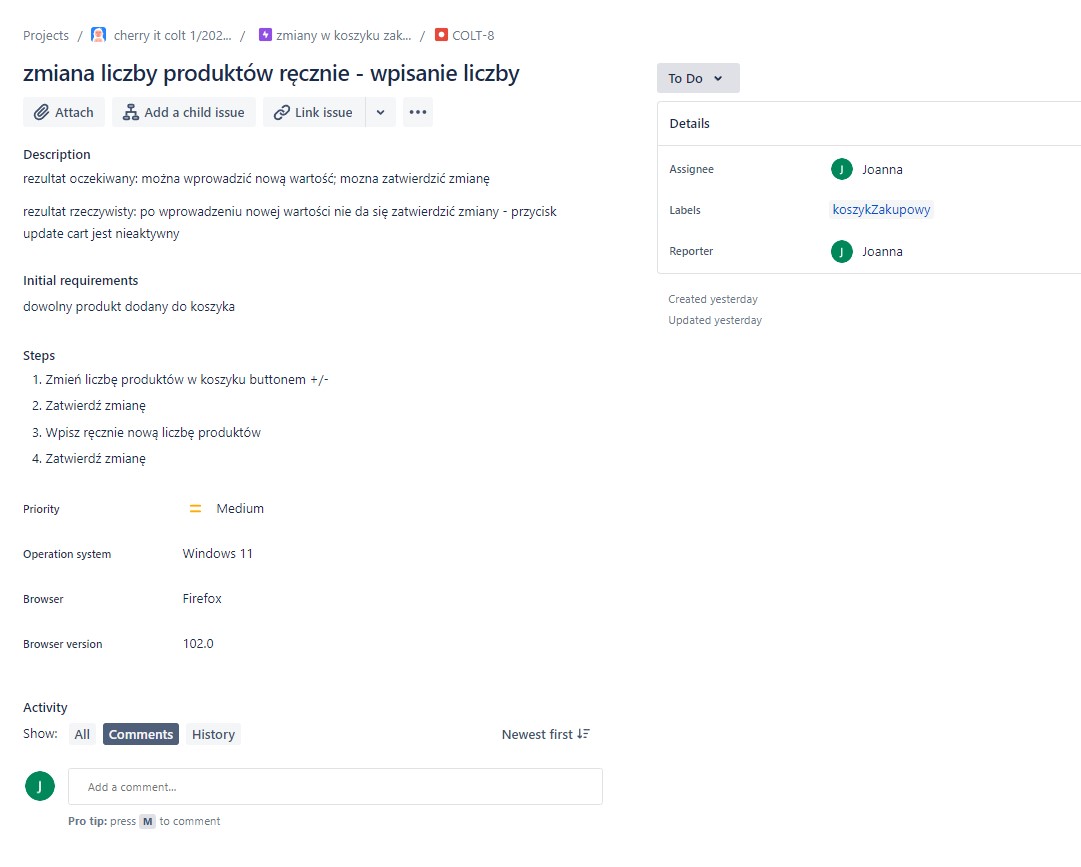 Projects / cherry it colt 1/202... / zmiany w koszyku zak... / COLT-8
zmiana liczby produktów ręcznie - wpisanie liczby
Attach Add a child issue Link issue
Description
rezultat oczekiwany: można wprowadzić nową wartość; mozna zatwierdzić zmianę
rezultat rzeczywisty: po wprowadzeniu nowej wartości nie da się zatwierdzić zmiany - przycisk
update cart jest nieaktywny
Initial requirements
dowolny produkt dodany do koszyka
Steps
1. Zmień liczbę produktów w koszyku buttonem +/-
2. Zatwierdź zmianę
3. Wpisz ręcznie nową liczbę produktów
4. Zatwierdź zmianę
Priority Medium
Operation system Windows 11
Browser Firefox
Browser version 102.0
Activity
Show: All Comments History Newest first
J Add a comment...
Pro tip: press M to comment
To Do
Details
Assignee J Joanna
Labels koszykZakupowy
Reporter J Joanna
Created yesterday
Updated yesterday